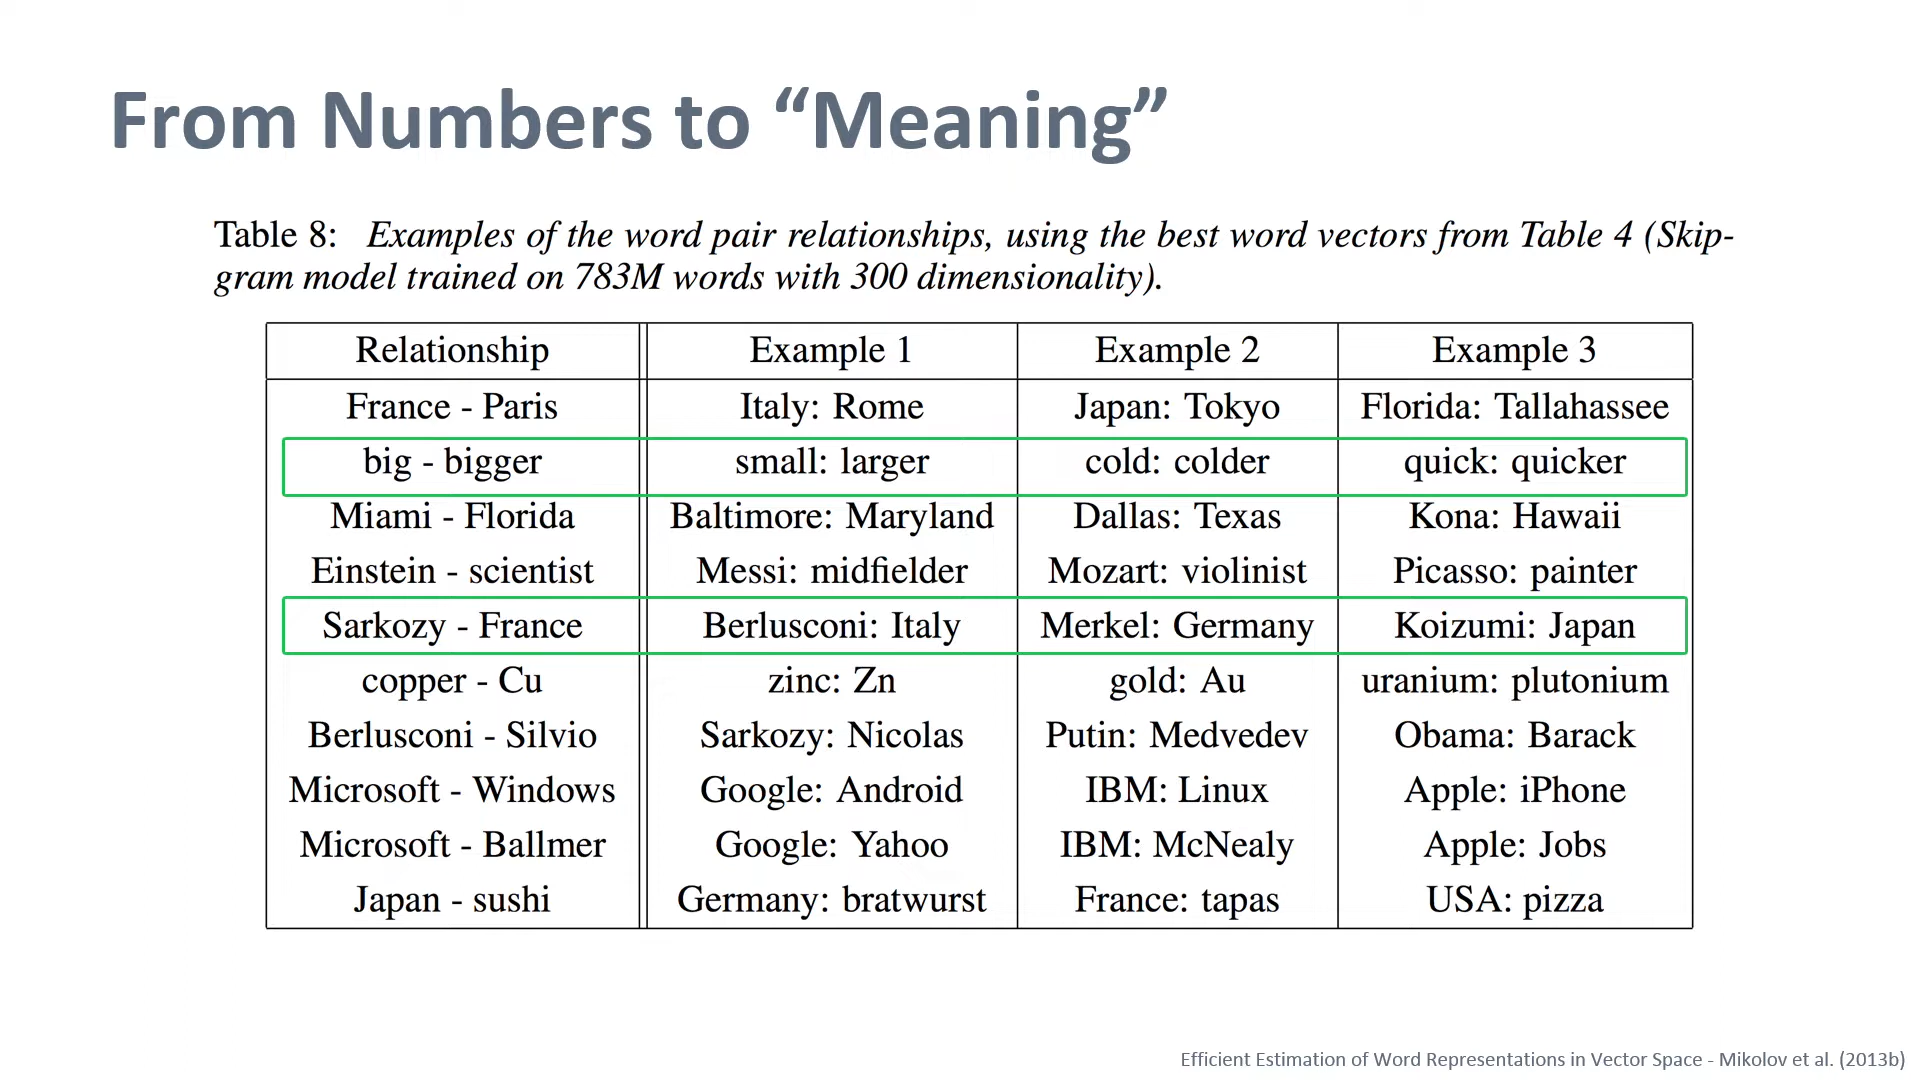 From Numbers to “Meaning”
Table 8: Examples of the word pair relationships, using the best word vectors from Table 4 (Skip-
gram model trained on 783M words with 300 dimensionality).
Relationship Example 1 Example 2 Example 3
France - Paris Italy: Rome Japan: Tokyo Florida: Tallahassee
big - bigger small: larger cold: colder quick: quicker
Miami - Florida Baltimore: Maryland Dallas: Texas Kona: Hawaii
Einstein - scientist Messi: midfielder Mozart: violinist Picasso: painter
Sarkozy - France Berlusconi: Italy Merkel: Germany Koizumi: Japan
copper - Cu zinc: Zn gold: Au uranium: plutonium
Berlusconi - Silvio Sarkozy: Nicolas Putin: Medvedev Obama: Barack
Microsoft - Windows Google: Android IBM: Linux Apple: iPhone
Microsoft - Ballmer Google: Yahoo IBM: McNealy Apple: Jobs
Japan - sushi Germany: bratwurst France: tapas USA: pizza
Efficient Estimation of Word Representations in Vector Space - Mikolov et al. (2013b)